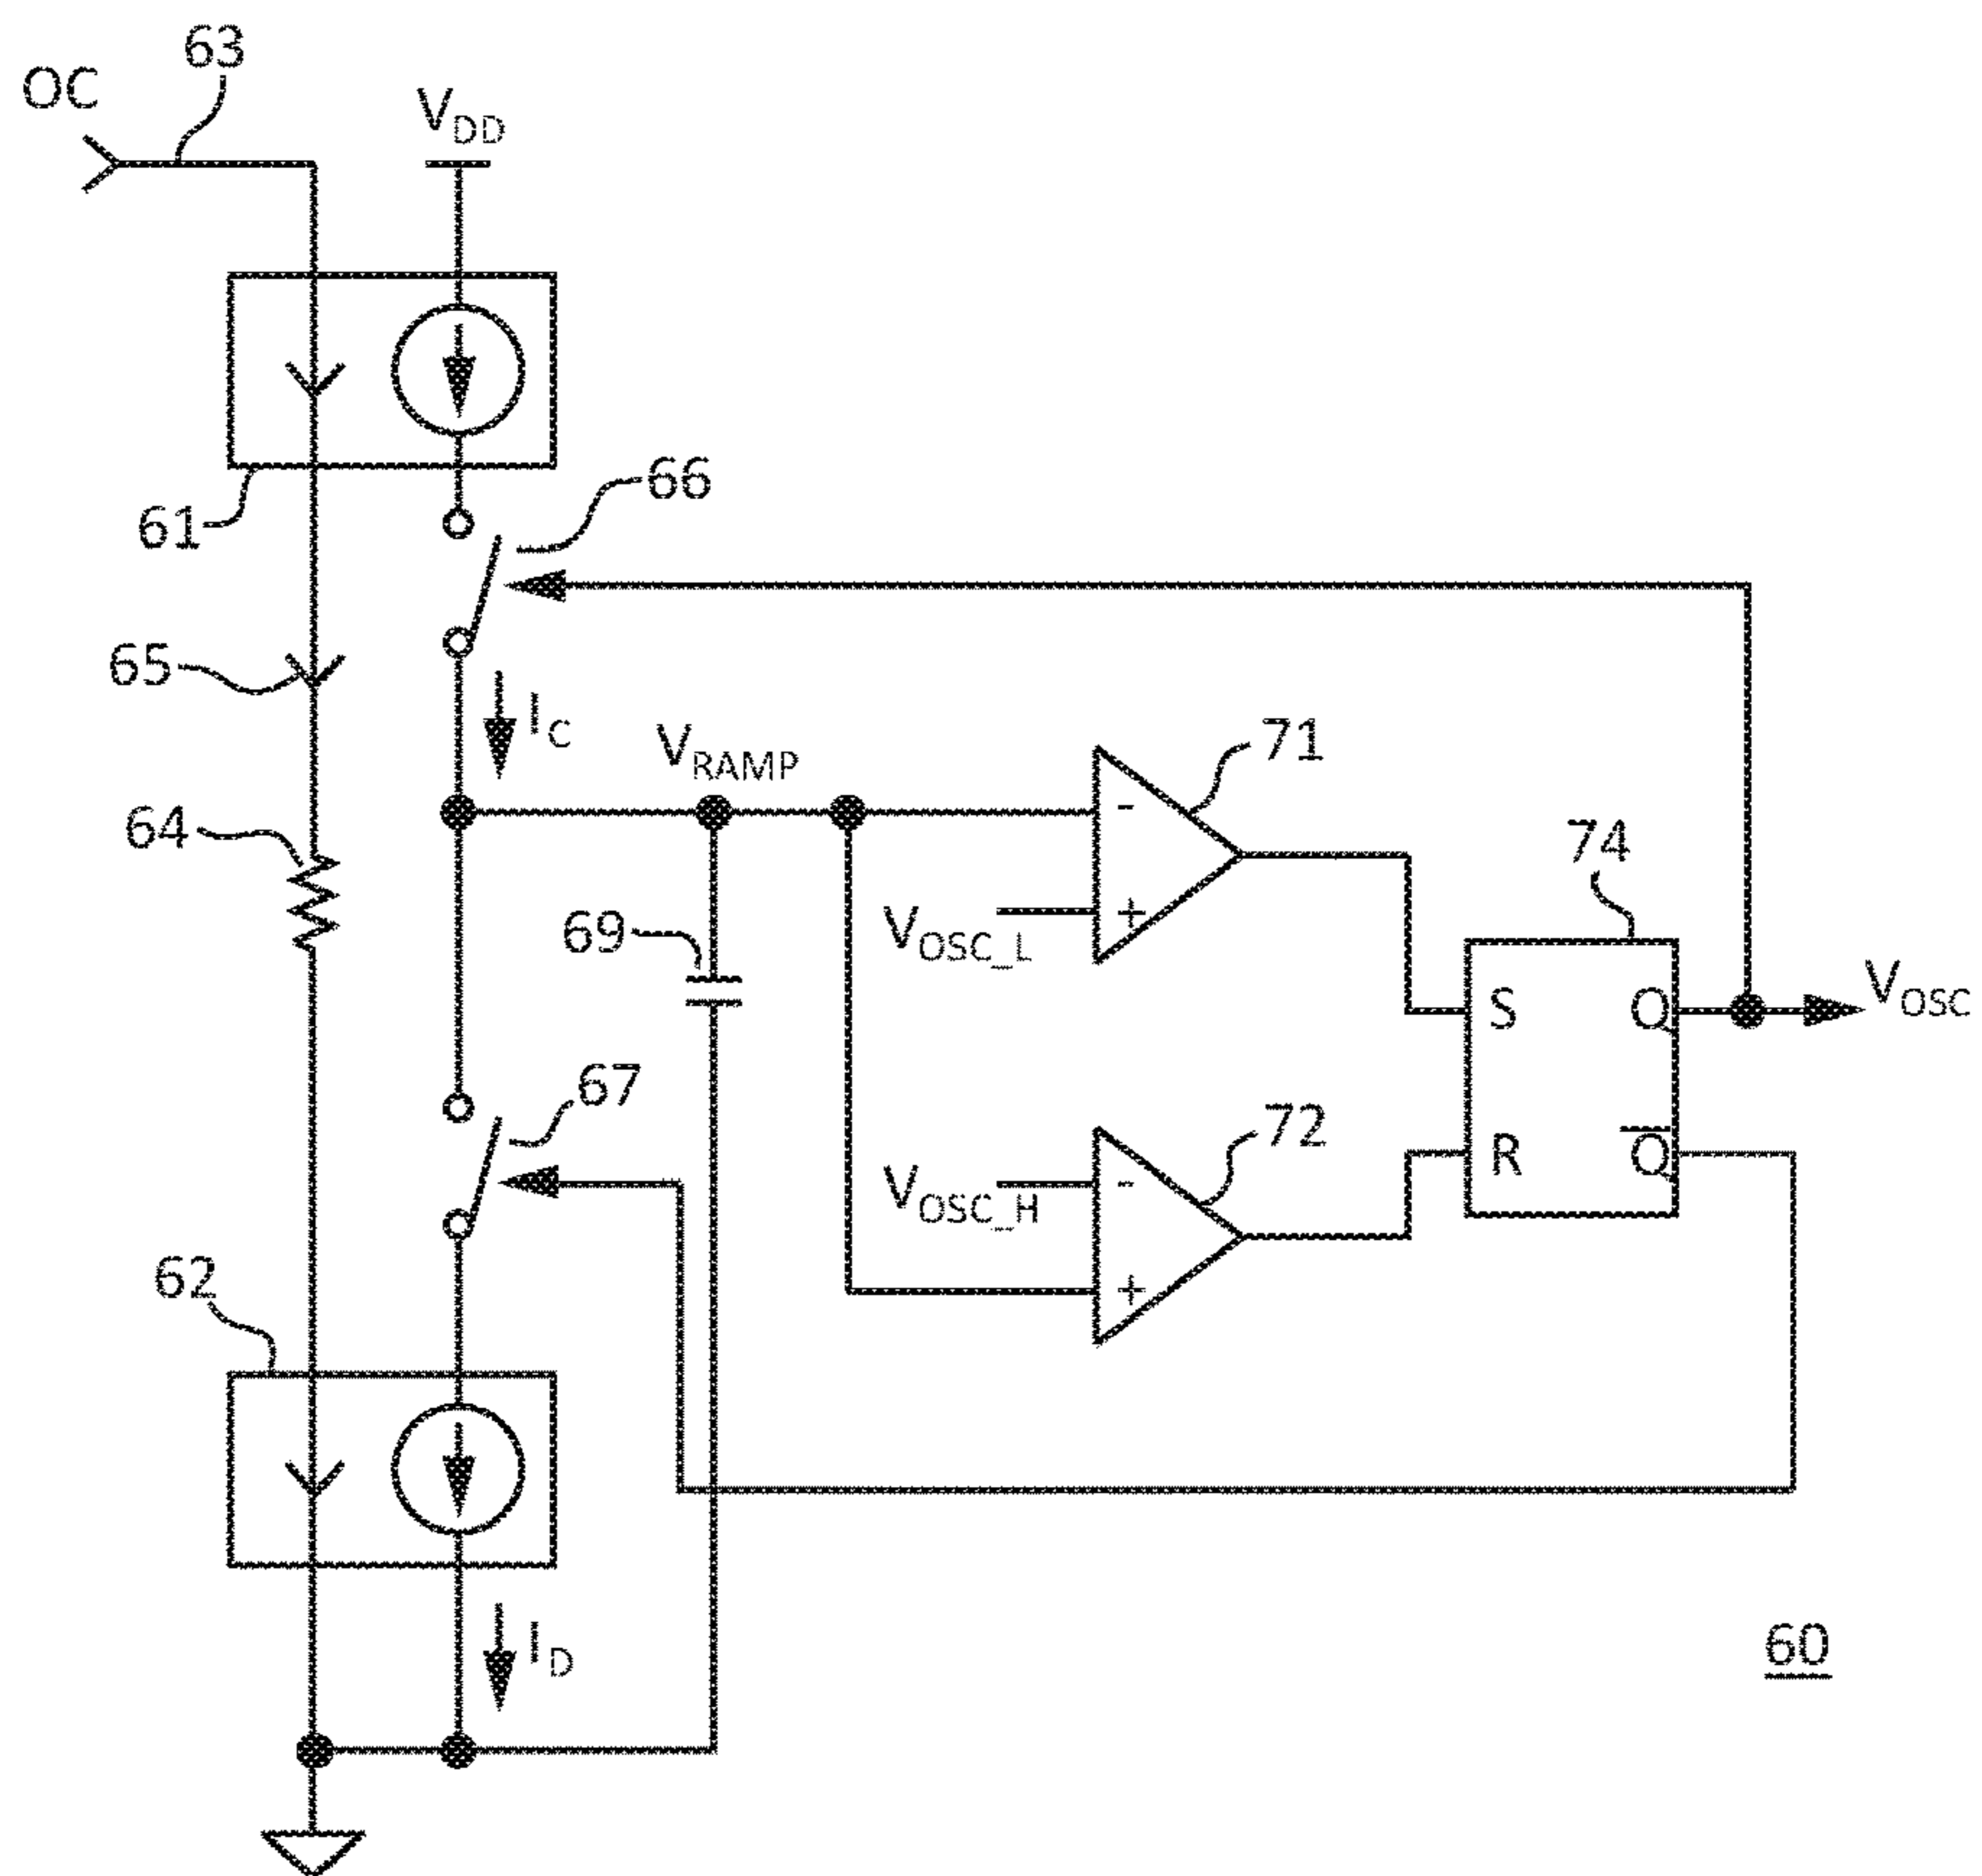 63
OC
VDD
61
66
65
IC
VRAMP
71
64
-
74
69
VOSC_L
+
VOSC
S
Q
67
72
R
Q
VOSC_H
-
62
+
ID
60